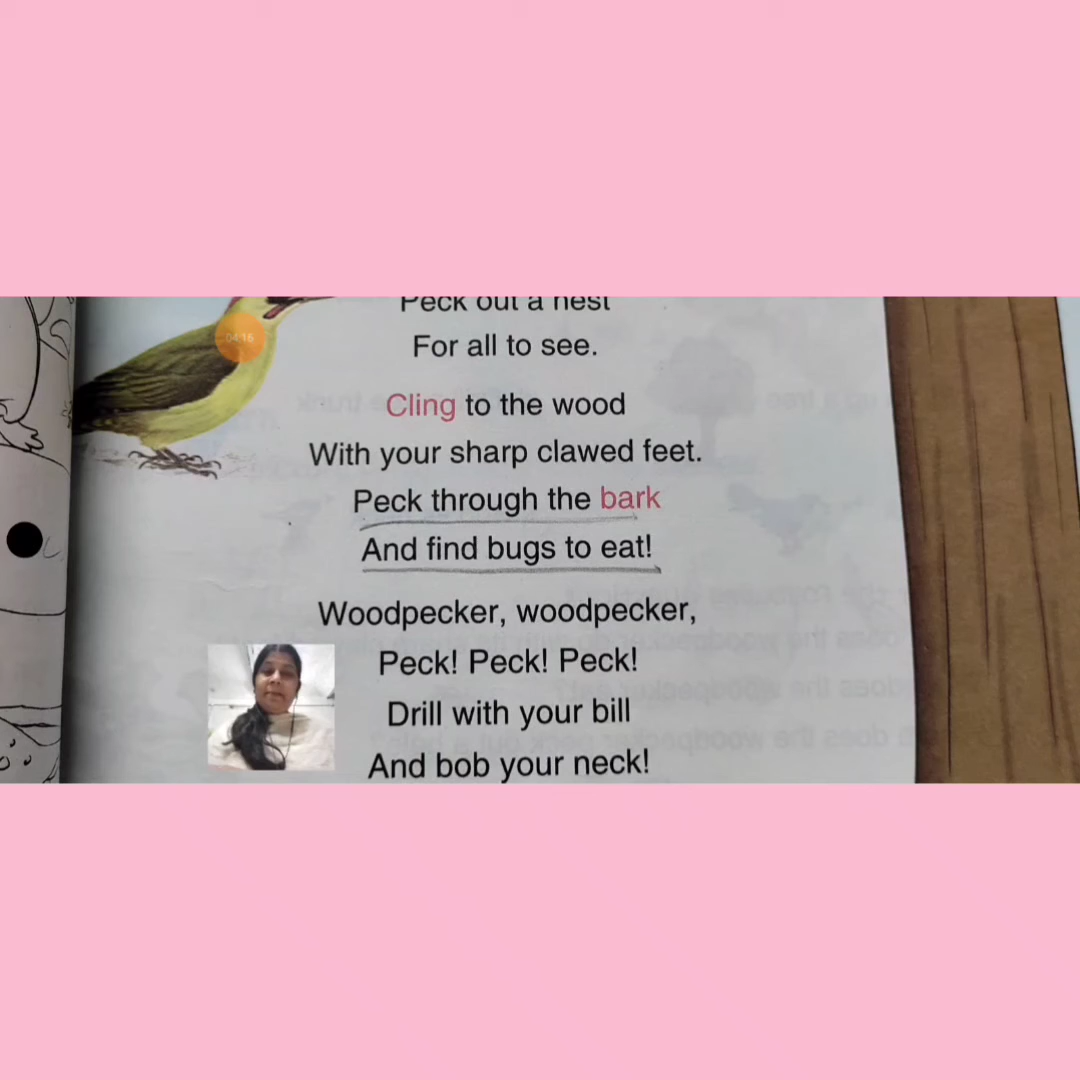 Peck out a nest
For all to see.
Cling to the wood
With your sharp clawed feet.
Peck through the bark
And find bugs to eat!
Woodpecker, woodpecker,
Peck! Peck! Peck!
Drill with your bill
And bob your neck!
04:16